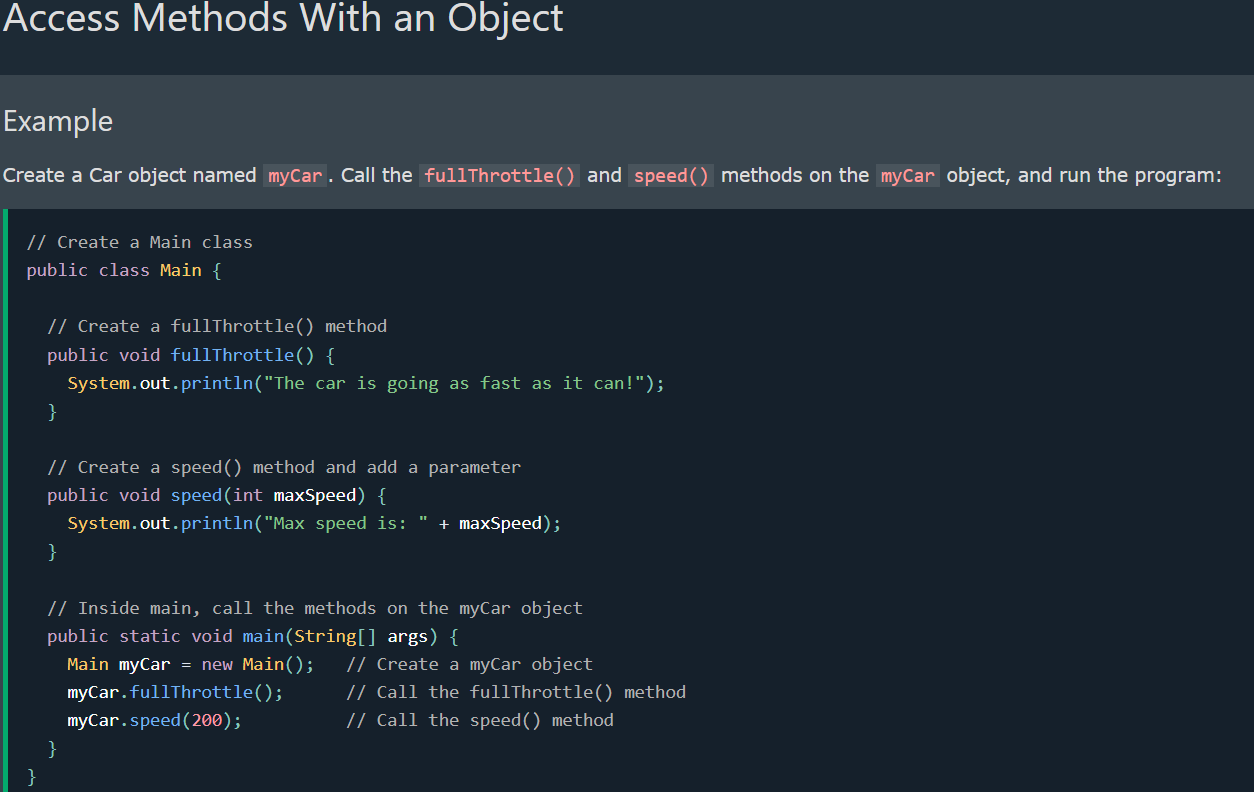 Access Methods With an Object
Example
Create a Car object named myCar. Call the fullThrottle() and speed() methods on the myCar object, and run the program:
// Create a Main class
public class Main {
  // Create a fullThrottle() method
  public void fullThrottle() {
    System.out.println("The car is going as fast as it can!");
  }
  // Create a speed() method and add a parameter
  public void speed(int maxSpeed) {
    System.out.println("Max speed is: " + maxSpeed);
  }
  // Inside main, call the methods on the myCar object
  public static void main(String[] args) {
    Main myCar = new Main();   // Create a myCar object
    myCar.fullThrottle();      // Call the fullThrottle() method
    myCar.speed(200);          // Call the speed() method
  }
}